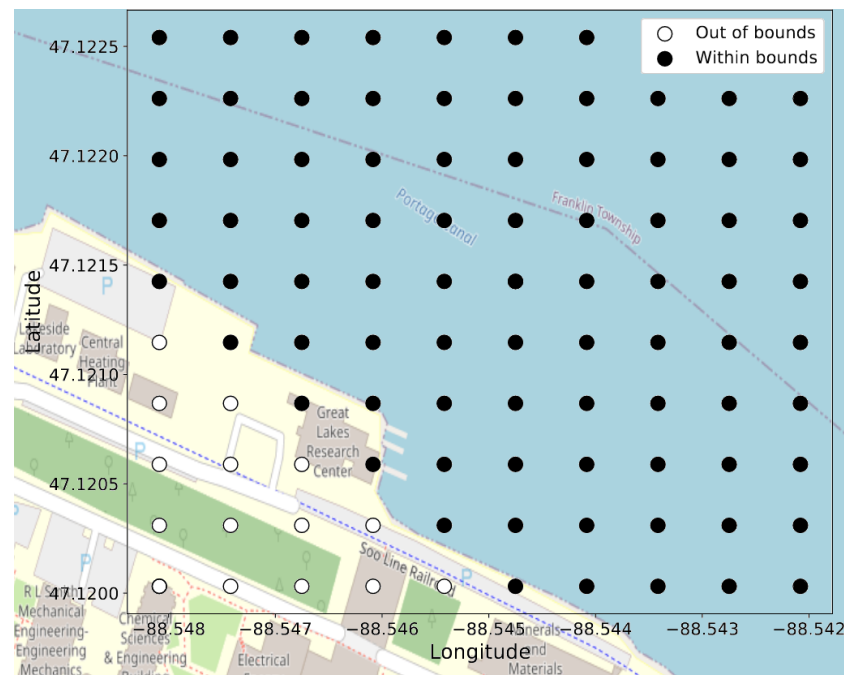 Out of bounds
Within bounds
47.1225
47.1220
47.1215
47.1210
47.1205
47.1200
Latitude
Franklin Township
Portage Canal
P
Lakeside
Laboratory
Central
Heating
Plant
Great
Lakes
Research
Center
P
P
Soo Line Railroad
P
R L Smith
Mechanical
Engineering-
Engineering
Mechanics
Chemical
Sciences
& Engineering
Electrical
Minerals
and
Materials
−88.548
−88.547
−88.546
−88.545
−88.544
−88.543
−88.542
Longitude